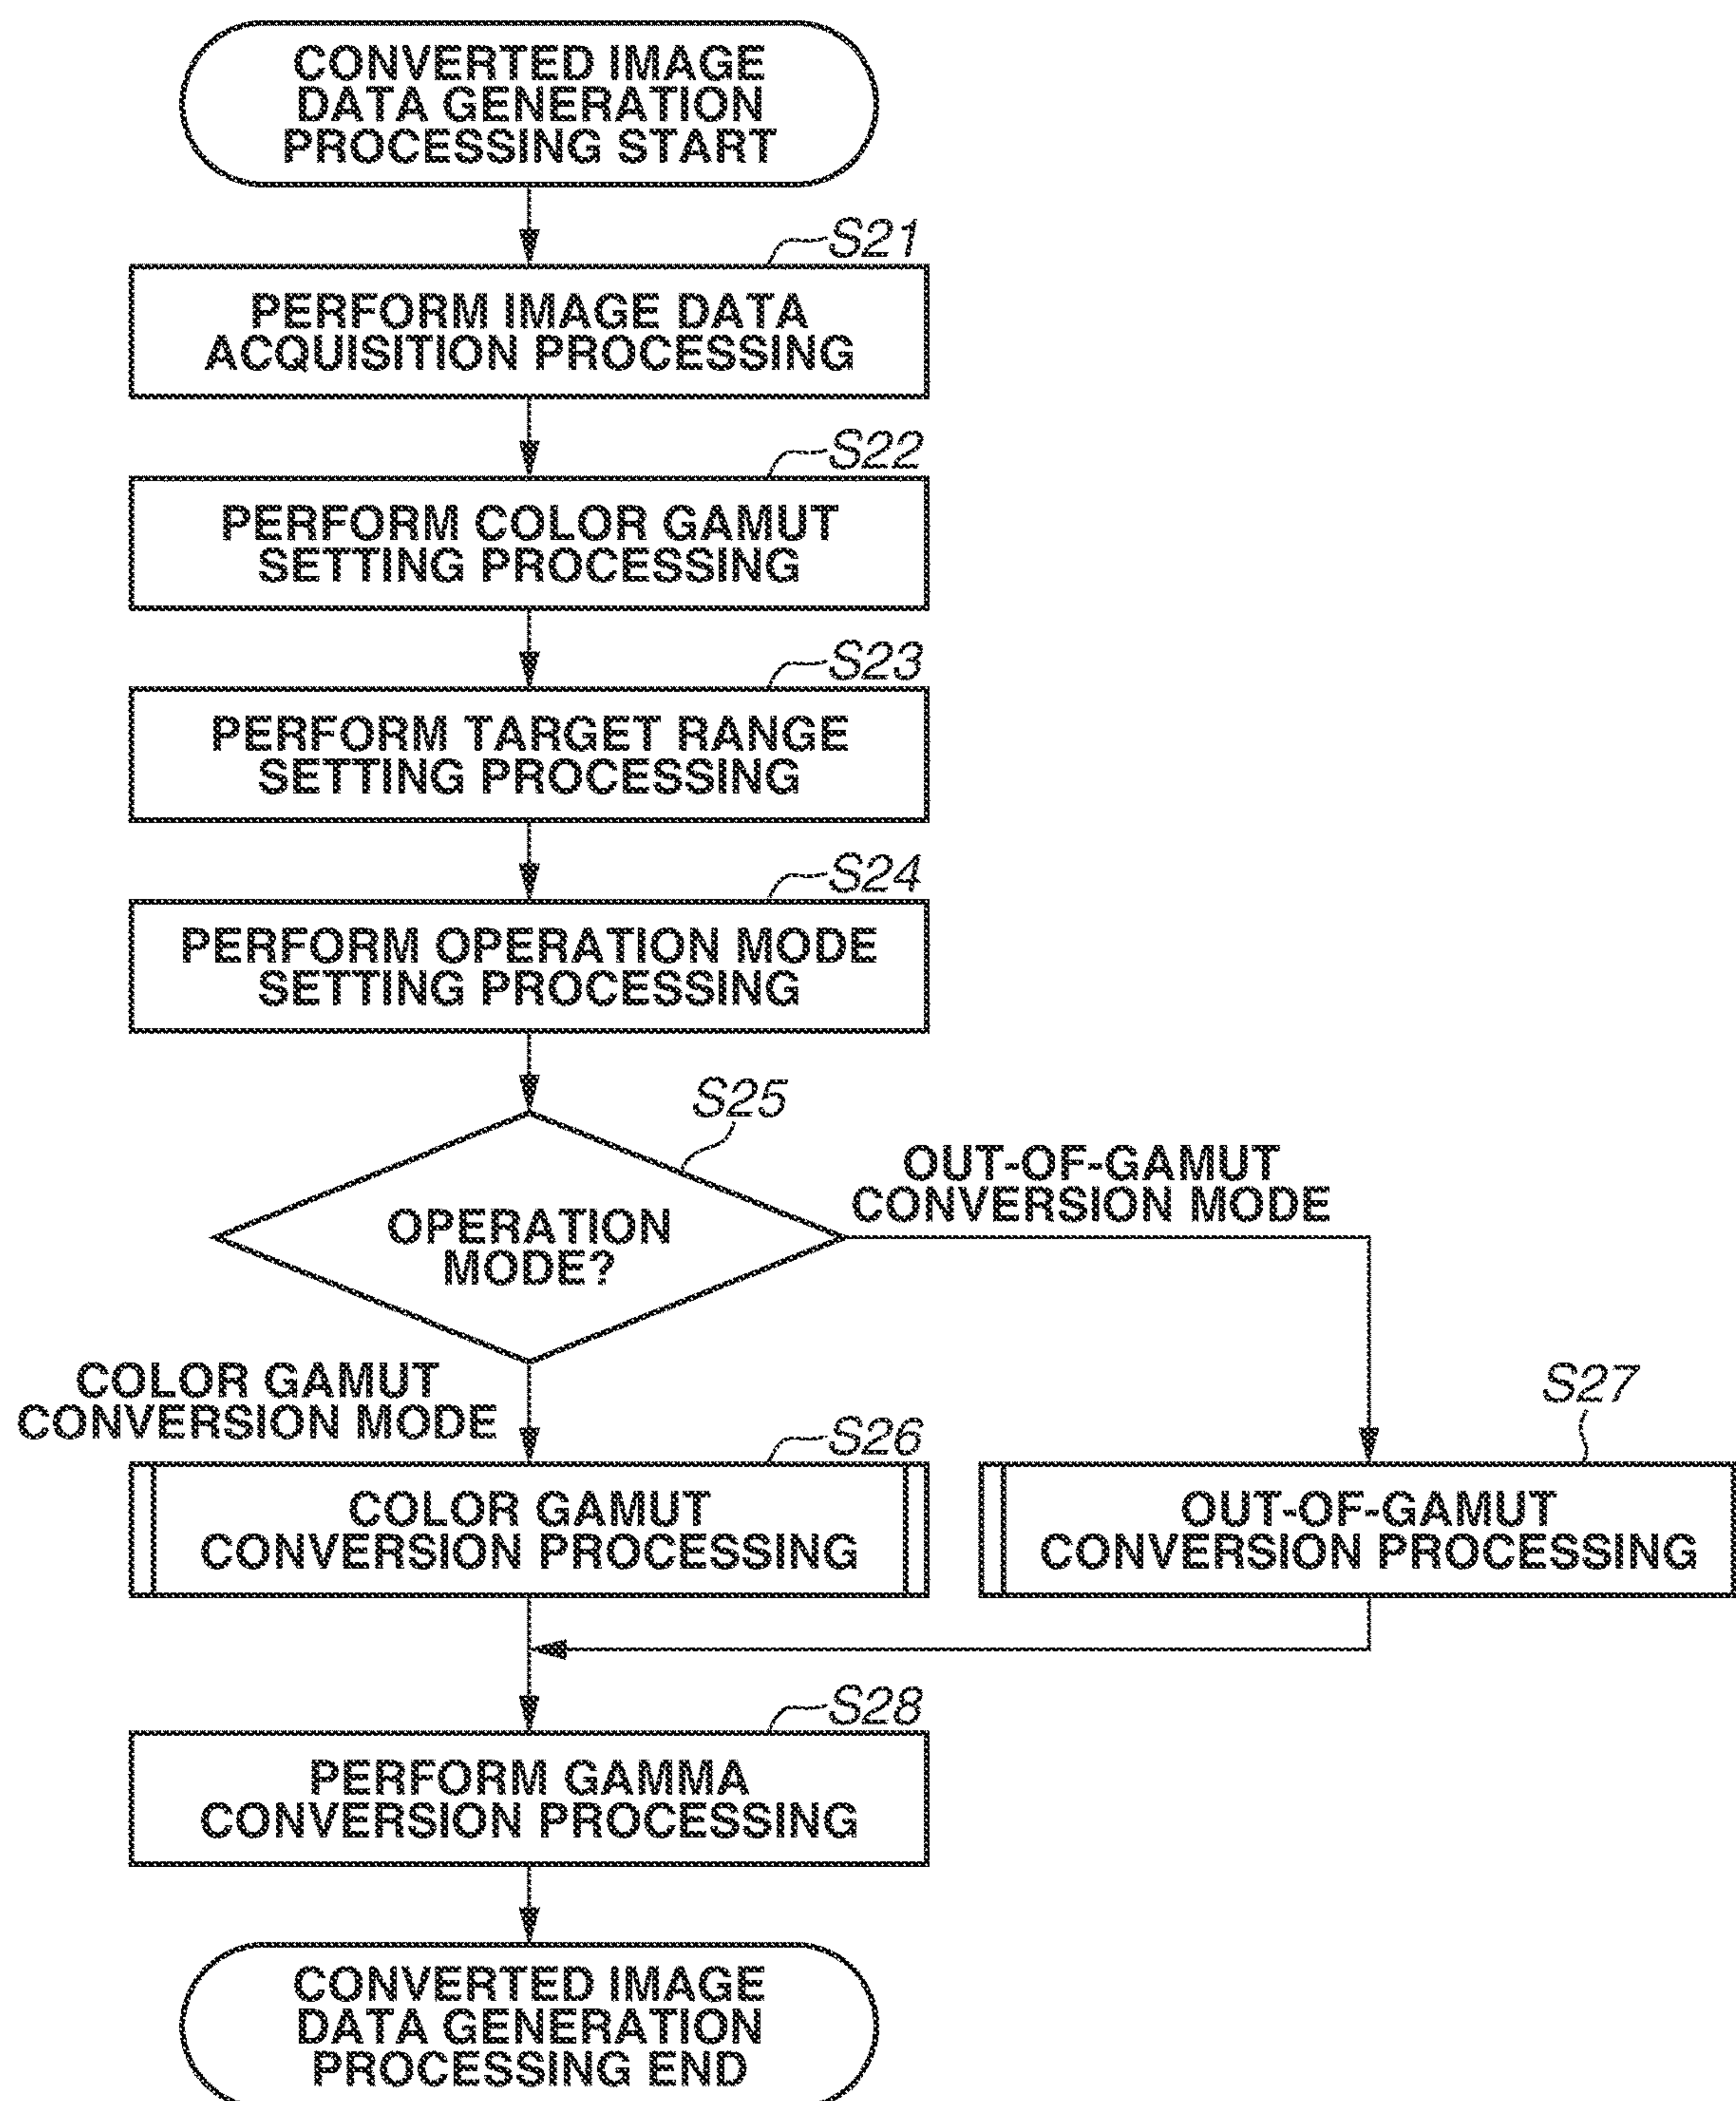 CONVERTED IMAGE
DATA GENERATION
PROCESSING START
S21
PERFORM IMAGE DATA
ACQUISITION PROCESSING
S22
PERFORM COLOR GAMUT
SETTING PROCESSING
S23
PERFORM TARGET RANGE
SETTING PROCESSING
S24
PERFORM OPERATION MODE
SETTING PROCESSING
S25
OPERATION
MODE?
OUT-OF-GAMUT
CONVERSION MODE
COLOR GAMUT
CONVERSION MODE
S26
COLOR GAMUT
CONVERSION PROCESSING
S27
OUT-OF-GAMUT
CONVERSION PROCESSING
S28
PERFORM GAMMA
CONVERSION PROCESSING
CONVERTED IMAGE
DATA GENERATION
PROCESSING END